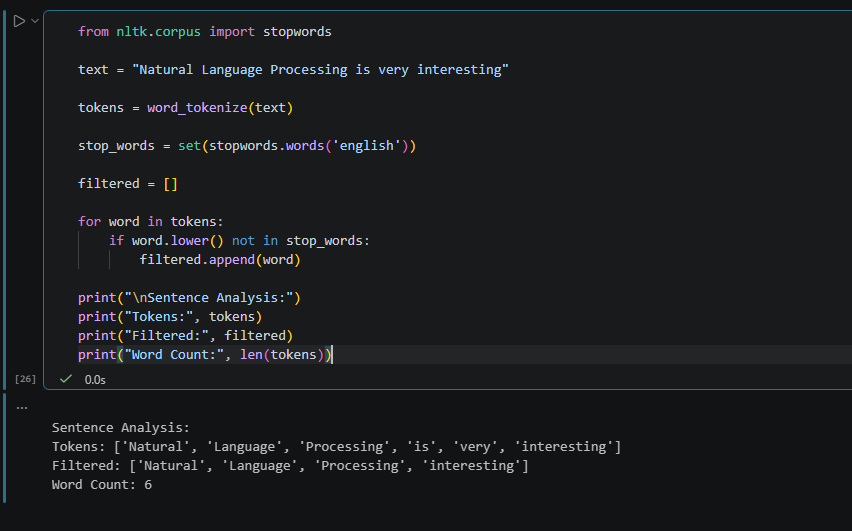 from nltk.corpus import stopwords
text = "Natural Language Processing is very interesting"
tokens = word_tokenize(text)
stop_words = set(stopwords.words('english'))
filtered = []
for word in tokens:
    if word.lower() not in stop_words:
        filtered.append(word)
print("\nSentence Analysis:")
print("Tokens:", tokens)
print("Filtered:", filtered)
print("Word Count:", len(tokens))
[26] 0.0s
...
Sentence Analysis:
Tokens: ['Natural', 'Language', 'Processing', 'is', 'very', 'interesting']
Filtered: ['Natural', 'Language', 'Processing', 'interesting']
Word Count: 6